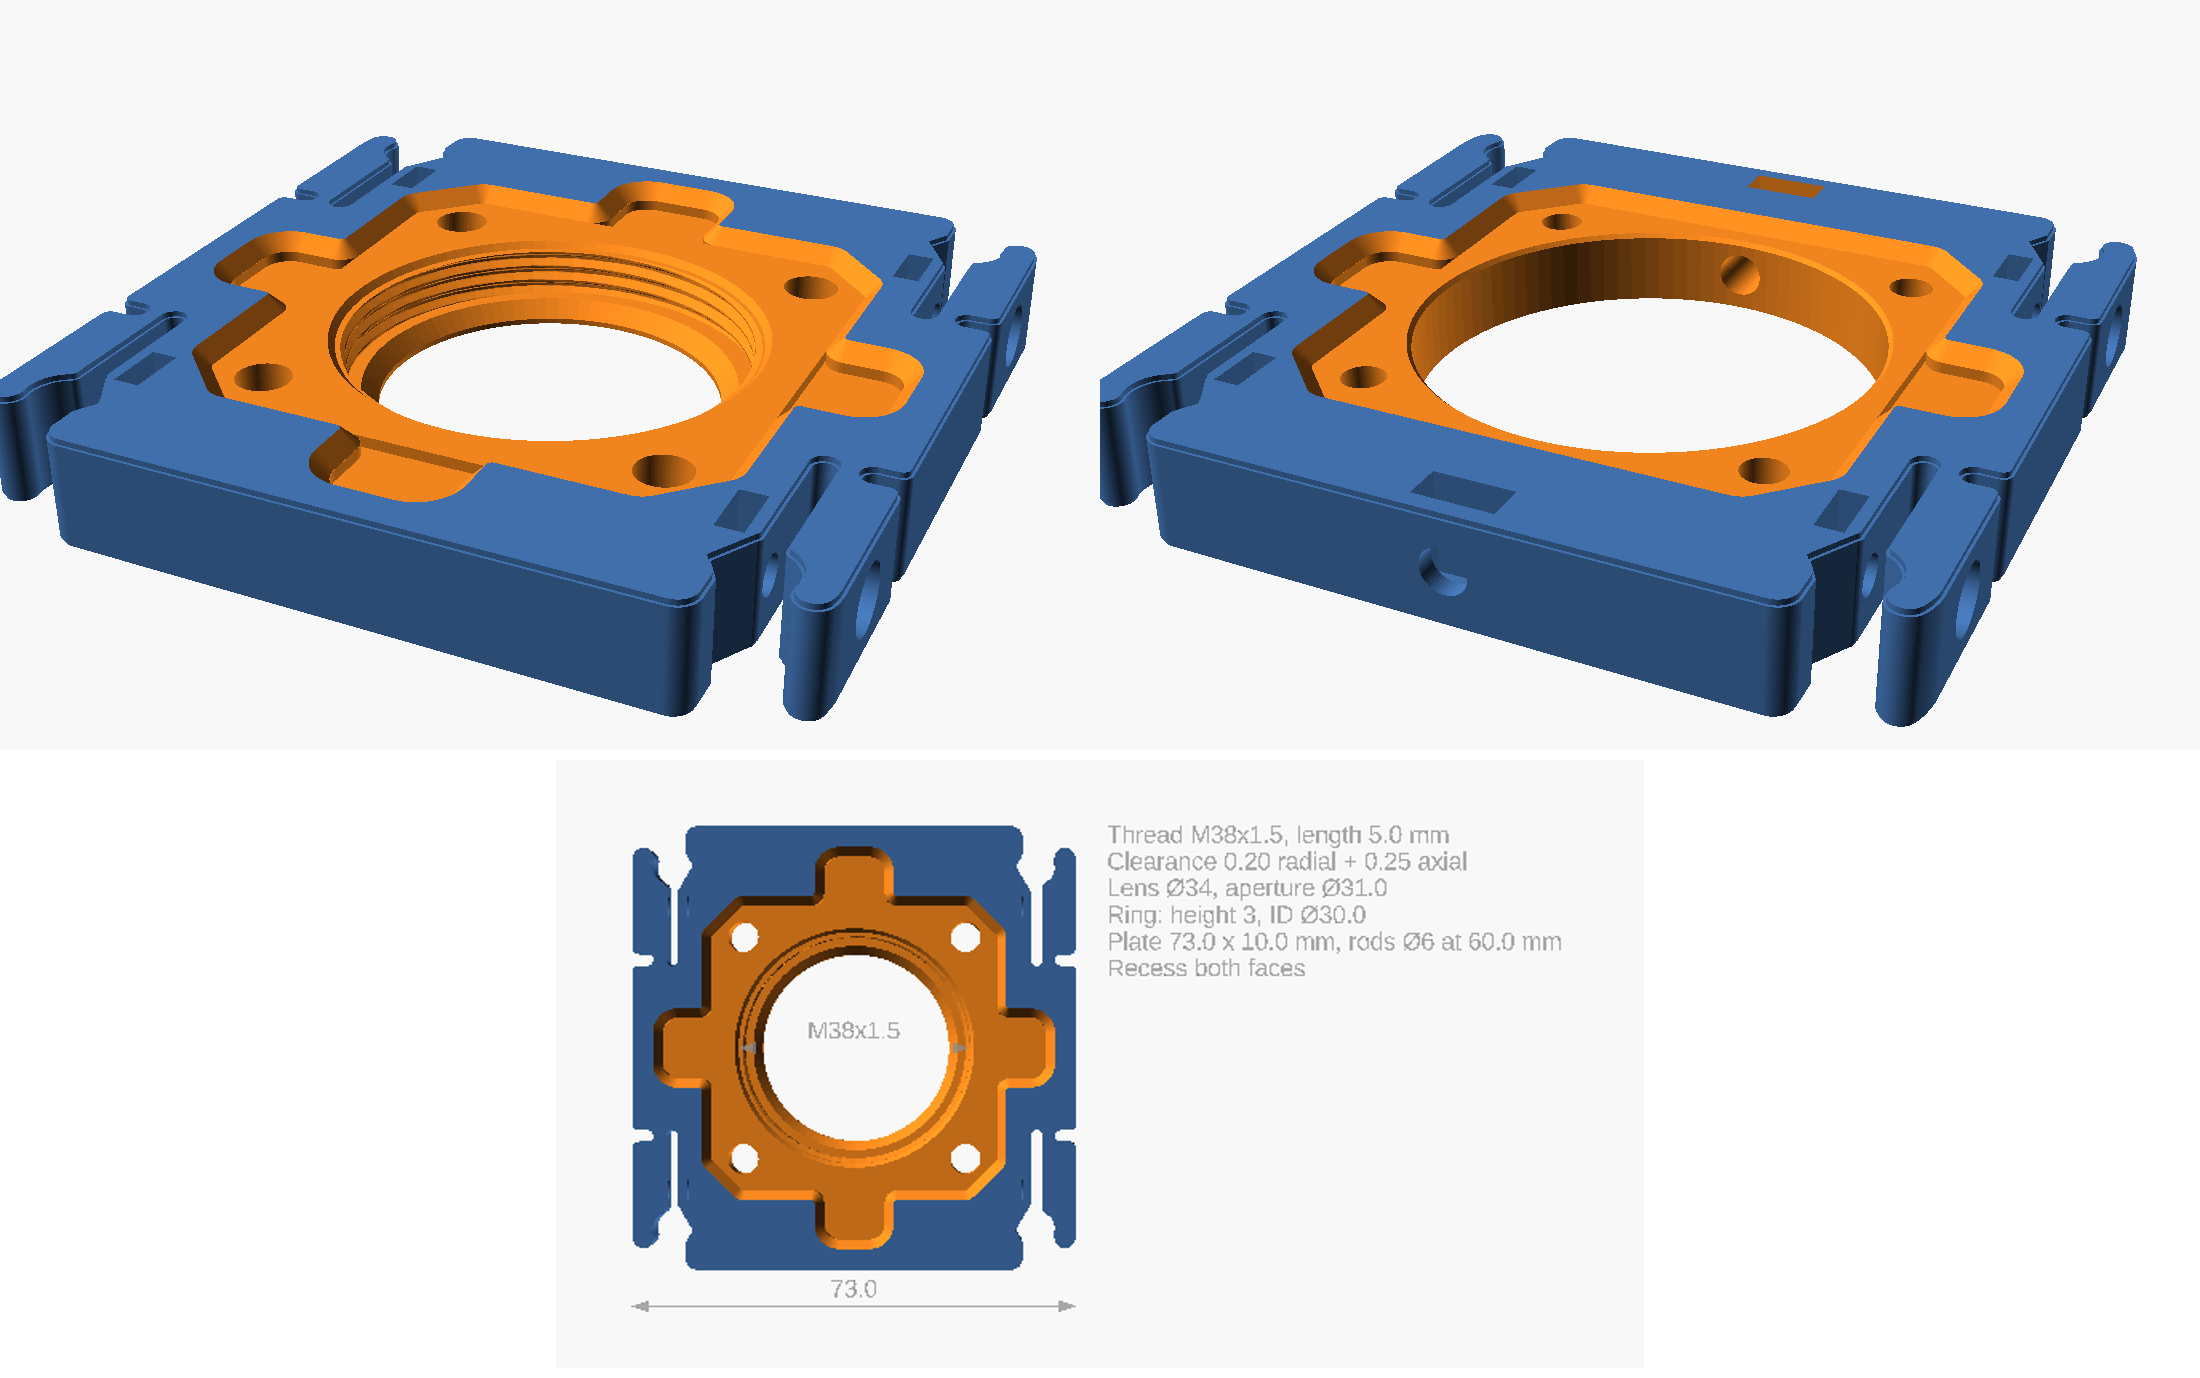 Thread M38x1.5, length 5.0 mm
Clearance 0.20 radial + 0.25 axial
Lens Ø34, aperture Ø31.0
Ring: height 3, ID Ø30.0
Plate 73.0 x 10.0 mm, rods Ø6 at 60.0 mm
Recess both faces
M38x1.5
73.0